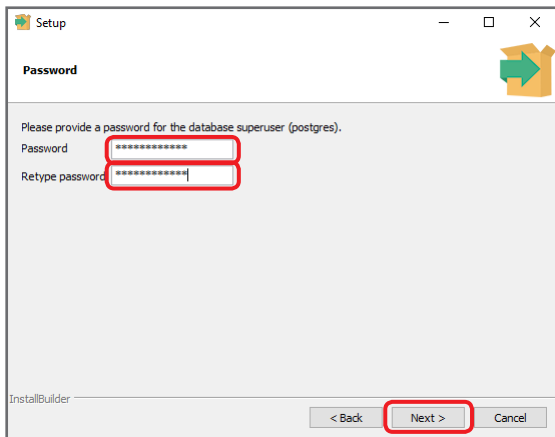 Setup
Password
Please provide a password for the database superuser (postgres).
Password ************
Retype password ************
InstallBuilder
< Back Next > Cancel